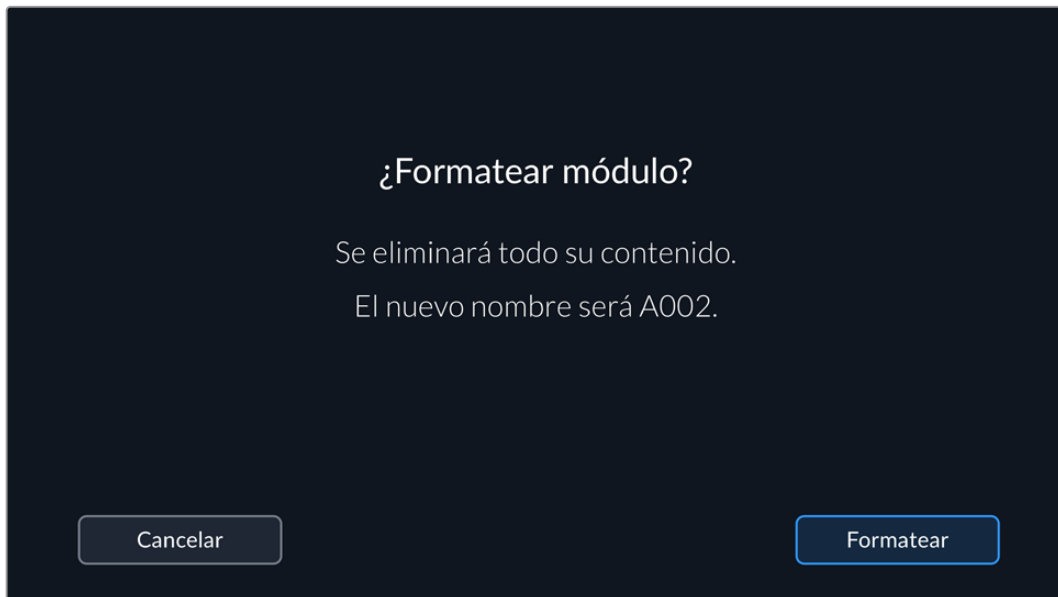 ¿Formatear módulo?
Se eliminará todo su contenido.
El nuevo nombre será A002.
Cancelar
Formatear